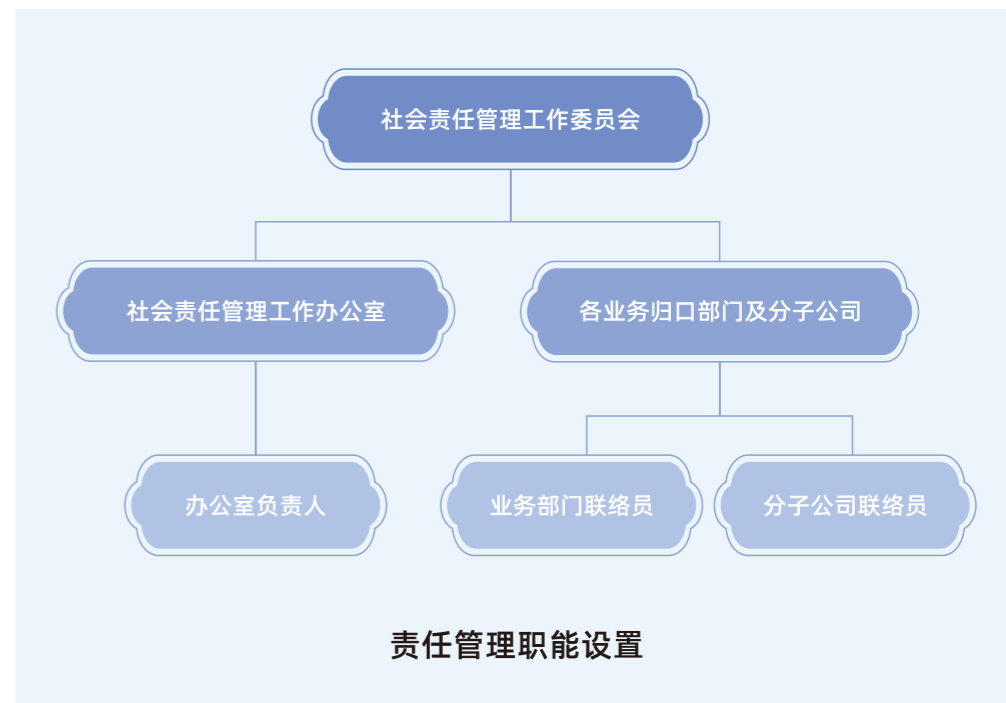 社会责任管理工作委员会
社会责任管理工作办公室
各业务归口部门及分子公司
办公室负责人
业务部门联络员
分子公司联络员
责任管理职能设置